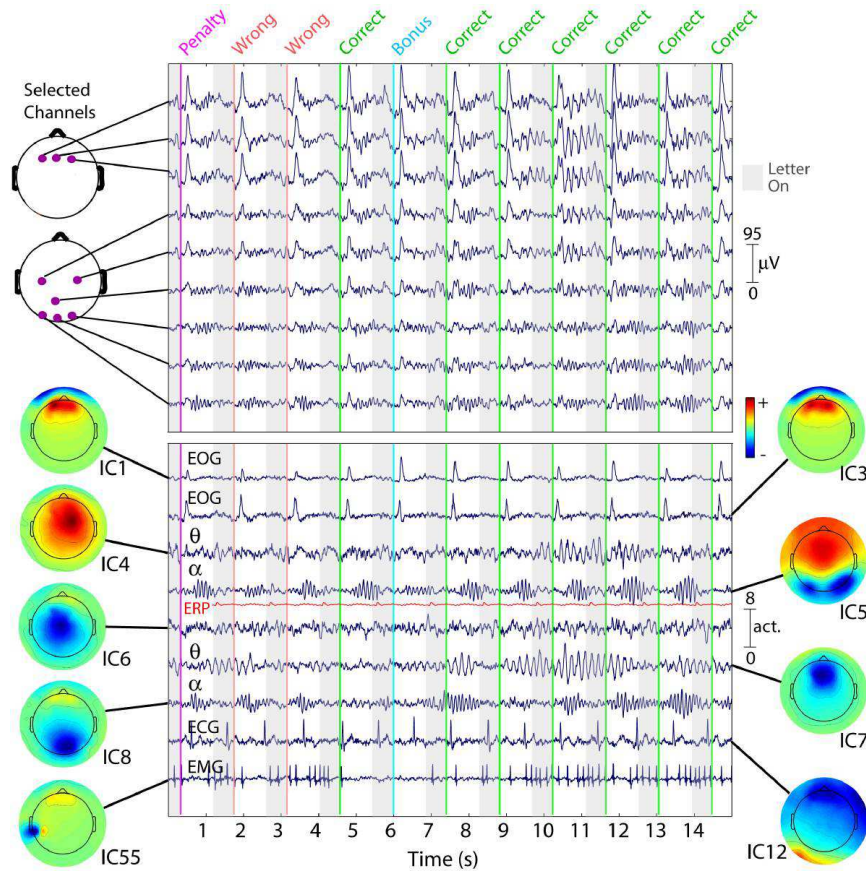 Penalty Wrong Wrong Correct Bonus Correct Correct Correct Correct Correct Correct
Selected
Channels
Letter
On
95
μV
0
+
-
IC1
EOG
IC3
EOG
IC4
θ
α
IC5
ERP
8
act.
0
IC6
θ
IC7
α
IC8
ECG
EMG
IC55
IC12
1 2 3 4 5 6 7 8 9 10 11 12 13 14
Time (s)